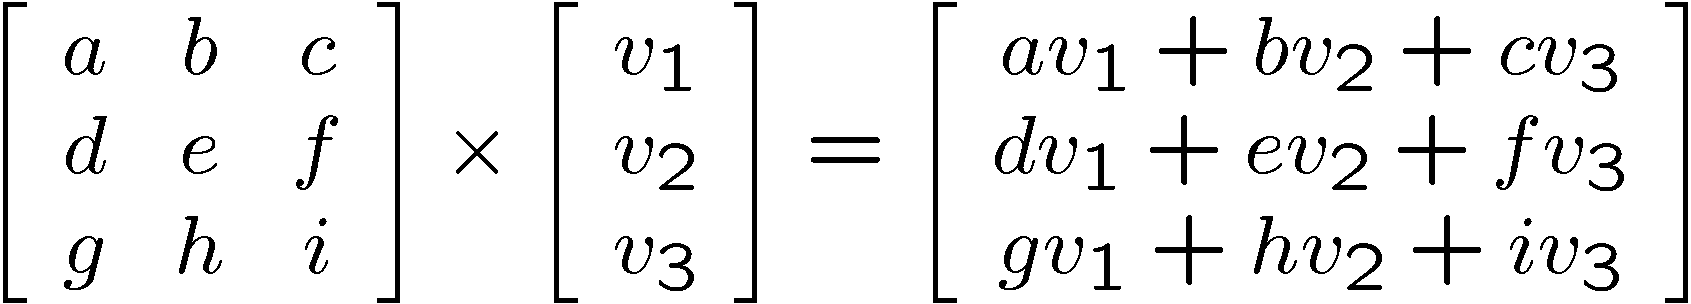 a b c v₁ av₁ + bv₂ + cv₃
d e f × v₂ = dv₁ + ev₂ + fv₃
g h i v₃ gv₁ + hv₂ + iv₃